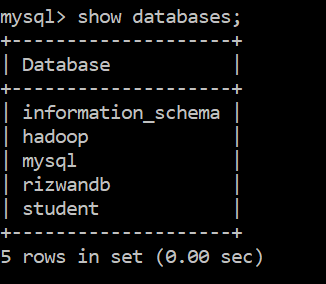 mysql> show databases;
+--------------------+
| Database           |
+--------------------+
| information_schema |
| hadoop             |
| mysql              |
| rizwandb           |
| student            |
+--------------------+
5 rows in set (0.00 sec)